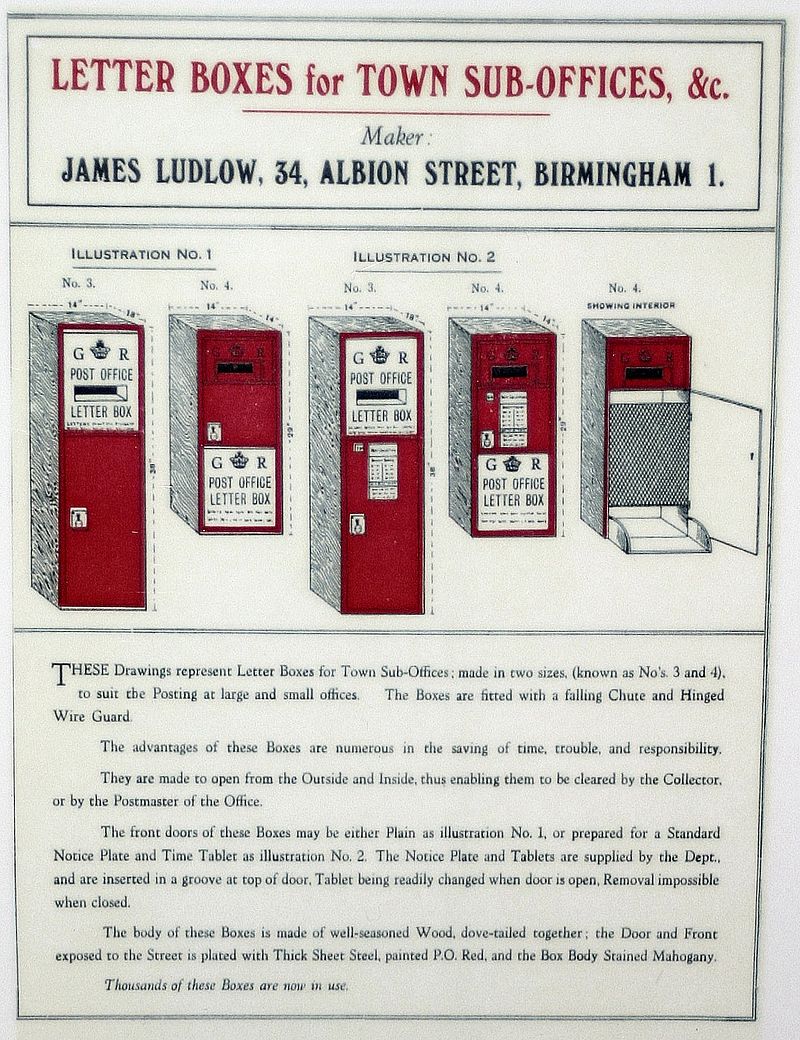 LETTER BOXES for TOWN SUB-OFFICES, &c.
Maker:
JAMES LUDLOW, 34, ALBION STREET, BIRMINGHAM 1.
ILLUSTRATION No. 1
ILLUSTRATION No. 2
No. 3.
No. 4.
No. 3.
No. 4.
No. 4.
SHOWING INTERIOR
14"
18"
14"
14"
14"
18"
14"
14"
G R
POST OFFICE
LETTER BOX
38"
G R
G R
POST OFFICE
LETTER BOX
29"
G R
POST OFFICE
LETTER BOX
38
G R
G R
POST OFFICE
LETTER BOX
29"
G R
THESE Drawings represent Letter Boxes for Town Sub-Offices; made in two sizes, (known as No's. 3 and 4),
to suit the Posting at large and small offices. The Boxes are fitted with a falling Chute and Hinged
Wire Guard.
The advantages of these Boxes are numerous in the saving of time, trouble, and responsibility.
They are made to open from the Outside and Inside, thus enabling them to be cleared by the Collector,
or by the Postmaster of the Office.
The front doors of these Boxes may be either Plain as illustration No. 1, or prepared for a Standard
Notice Plate and Time Tablet as illustration No. 2. The Notice Plate and Tablets are supplied by the Dept.,
and are inserted in a groove at top of door, Tablet being readily changed when door is open, Removal impossible
when closed.
The body of these Boxes is made of well-seasoned Wood, dove-tailed together; the Door and Front
exposed to the Street is plated with Thick Sheet Steel, painted P.O. Red, and the Box Body Stained Mahogany.
Thousands of these Boxes are now in use.